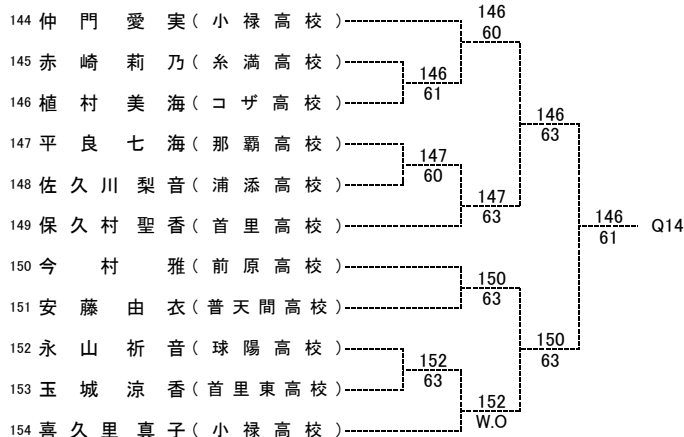 144 仲門愛実(小禄高校)
145 赤崎莉乃(糸満高校)
146 植村美海(コザ高校)
147 平良七海(那覇高校)
148 佐久川梨音(浦添高校)
149 保久村聖香(首里高校)
150 今村雅(前原高校)
151 安藤由衣(普天間高校)
152 永山祈音(球陽高校)
153 玉城涼香(首里東高校)
154 喜久里真子(小禄高校)
146
60
146
61
147
60
147
63
146
63
150
63
152
63
152
W.O
150
63
146
61
Q14